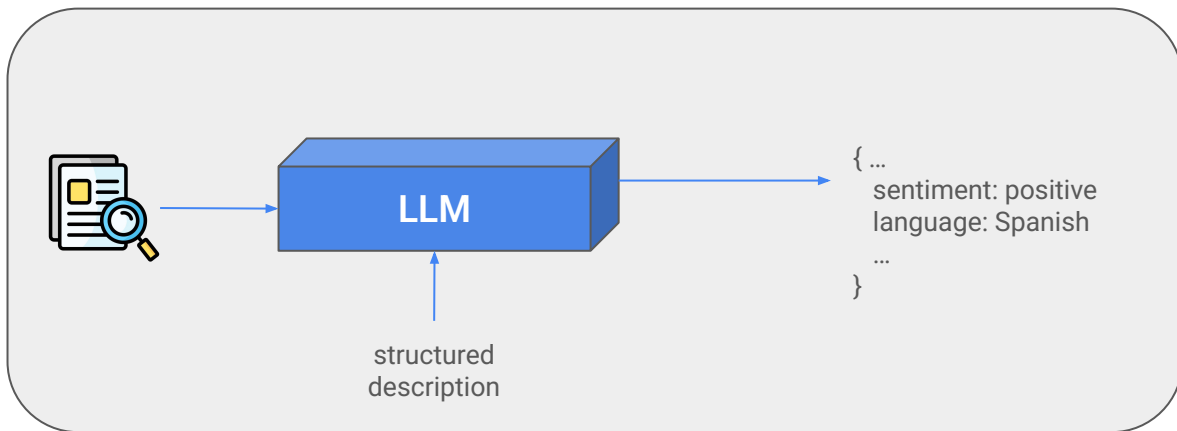 LLM
{ …
sentiment: positive
language: Spanish
…
}
structured
description